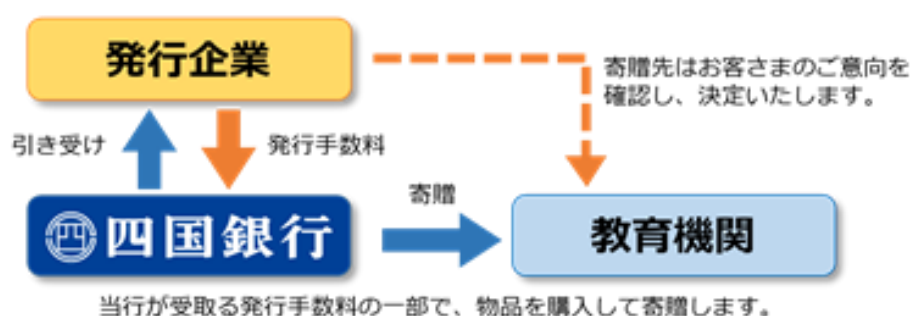 発行企業
寄贈先はお客さまのご意向を
確認し、決定いたします。
引き受け
発行手数料
四国銀行
寄贈
教育機関
当行が受取る発行手数料の一部で、物品を購入して寄贈します。